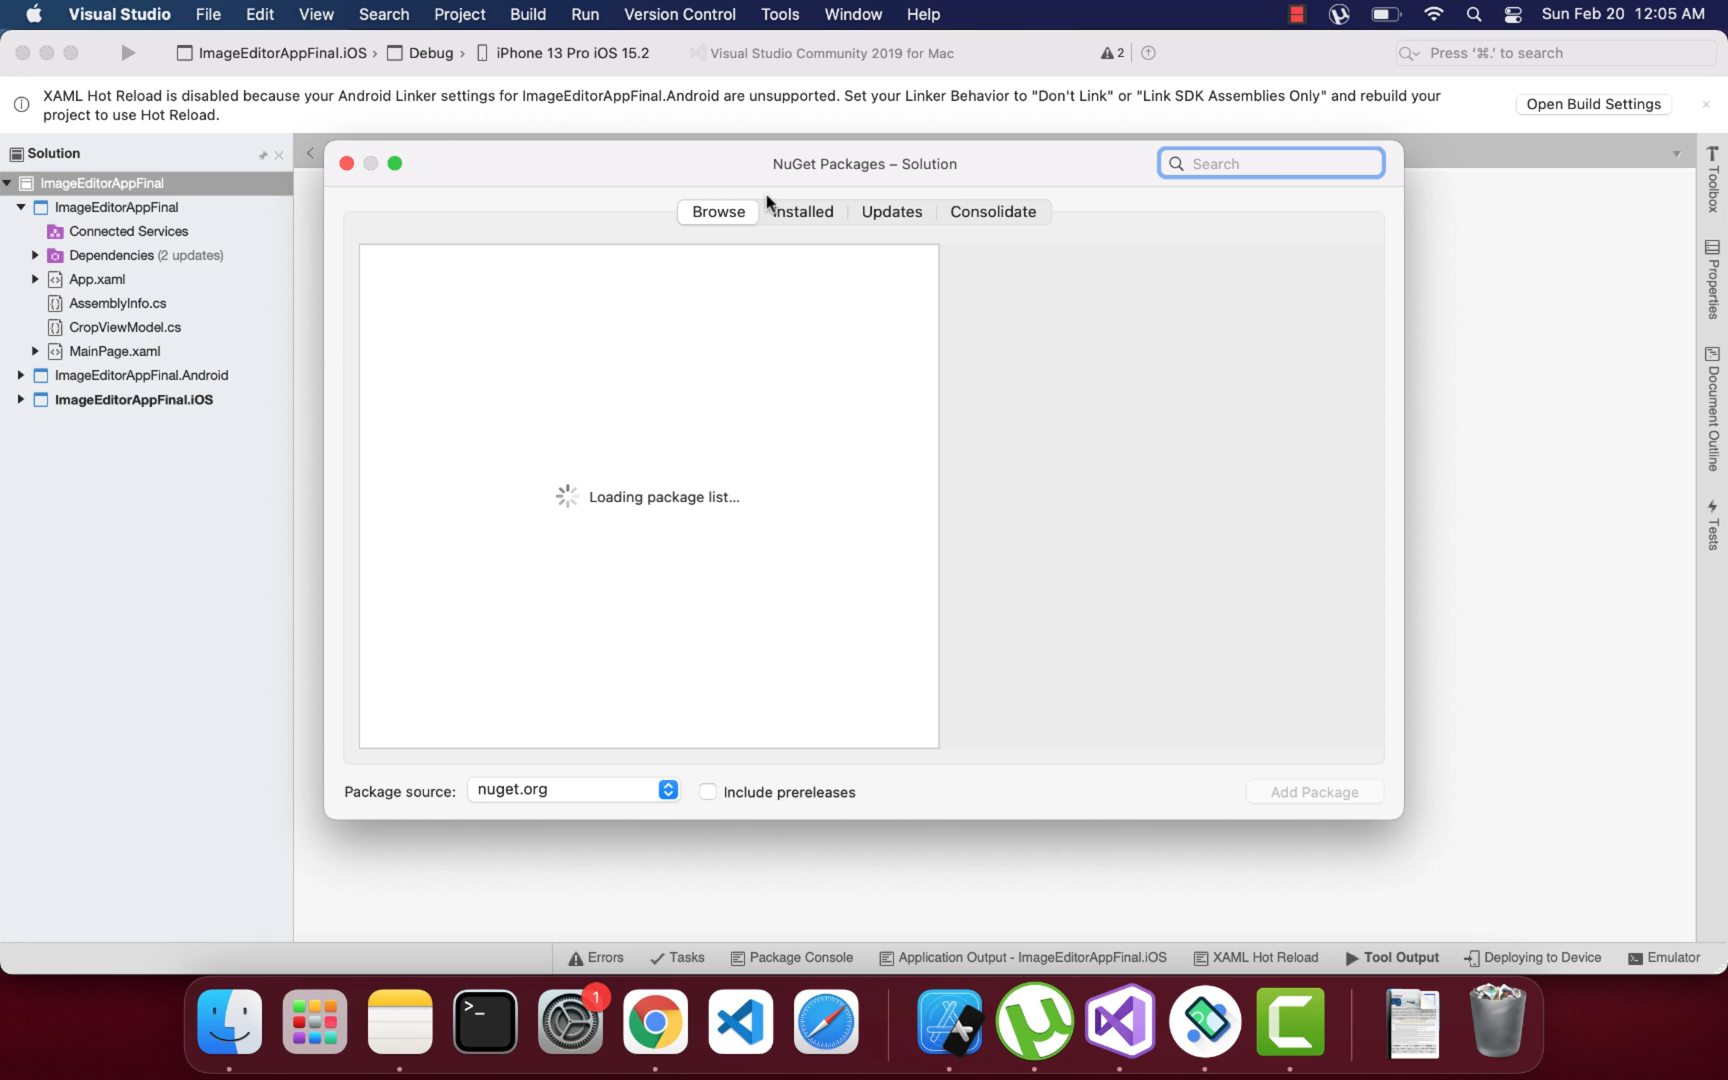 Visual Studio File Edit View Search Project Build Run Version Control Tools Window Help Sun Feb 20 12:05 AM
ImageEditorAppFinal.iOS › Debug › iPhone 13 Pro iOS 15.2 Visual Studio Community 2019 for Mac 2 Press '⌘.' to search
XAML Hot Reload is disabled because your Android Linker settings for ImageEditorAppFinal.Android are unsupported. Set your Linker Behavior to "Don't Link" or "Link SDK Assemblies Only" and rebuild your
project to use Hot Reload.
Open Build Settings
Solution
ImageEditorAppFinal
ImageEditorAppFinal
Connected Services
Dependencies (2 updates)
App.xaml
AssemblyInfo.cs
CropViewModel.cs
MainPage.xaml
ImageEditorAppFinal.Android
ImageEditorAppFinal.iOS
NuGet Packages – Solution
Search
Browse Installed Updates Consolidate
Loading package list...
Package source: nuget.org Include prereleases Add Package
Toolbox
Properties
Document Outline
Tests
Errors Tasks Package Console Application Output - ImageEditorAppFinal.iOS XAML Hot Reload Tool Output Deploying to Device Emulator
1